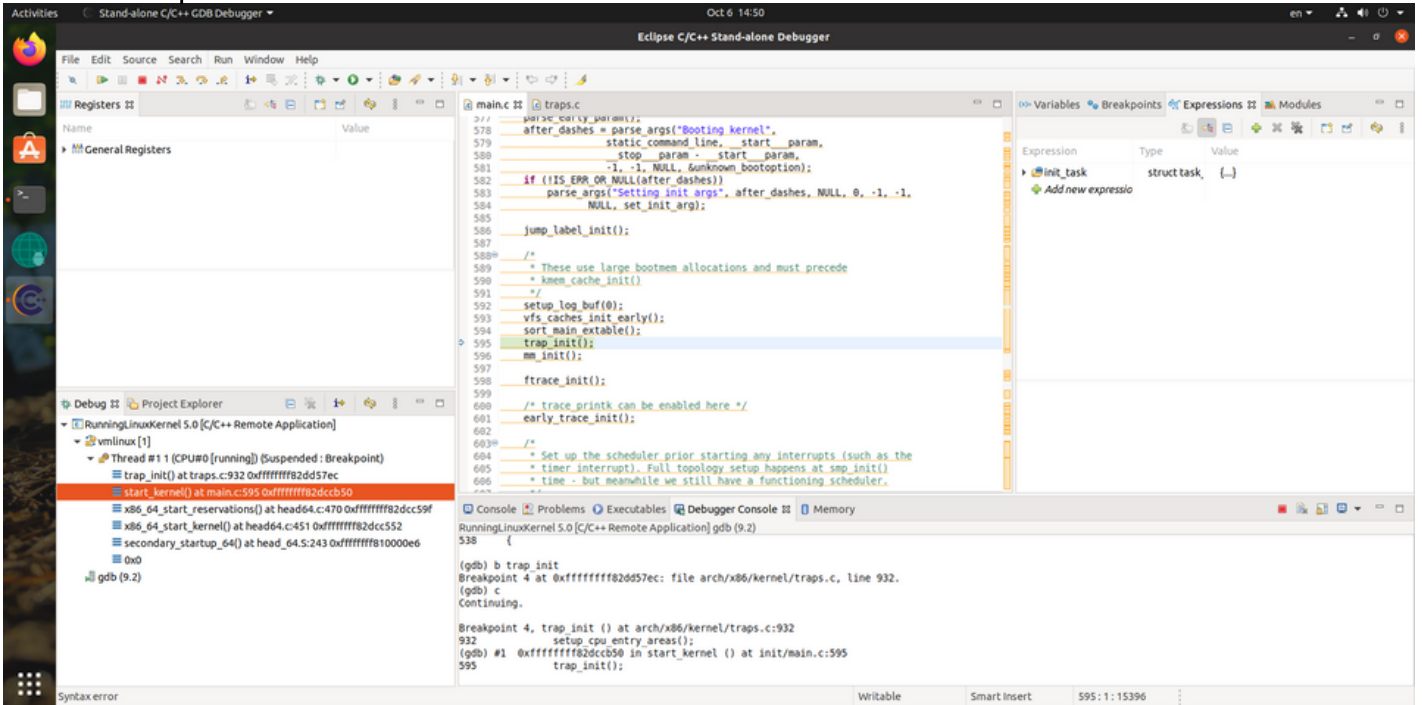 Activities Stand-alone C/C++ GDB Debugger Oct 6 14:50 en
Eclipse C/C++ Stand-alone Debugger
File Edit Source Search Run Window Help
Registers
Name Value
General Registers
Debug Project Explorer
RunningLinuxKernel 5.0 [C/C++ Remote Application]
vmlinux [1]
Thread #1 1 (CPU#0 [running]) (Suspended : Breakpoint)
trap_init() at traps.c:932 0xffffffff82dd57ec
start_kernel() at main.c:595 0xffffffff82dccb50
x86_64_start_reservations() at head64.c:470 0xffffffff82dcc59f
x86_64_start_kernel() at head64.c:451 0xffffffff82dcc552
secondary_startup_64() at head_64.S:243 0xffffffff810000e6
0x0
gdb (9.2)
main.c traps.c
577 parse_early_param();
578 after_dashes = parse_args("Booting kernel",
579 static_command_line, __start___param,
580 __stop___param - __start___param,
581 -1, -1, NULL, &unknown_bootoption);
582 if (!IS_ERR_OR_NULL(after_dashes))
583 parse_args("Setting init args", after_dashes, NULL, 0, -1, -1,
584 NULL, set_init_arg);
585
586 jump_label_init();
587
588 /*
589 * These use large bootmem allocations and must precede
590 * kmem_cache_init()
591 */
592 setup_log_buf(0);
593 vfs_caches_init_early();
594 sort_main_extable();
595 trap_init();
596 mm_init();
597
598 ftrace_init();
599
600 /* trace_printk can be enabled here */
601 early_trace_init();
602
603 /*
604 * Set up the scheduler prior starting any interrupts (such as the
605 * timer interrupt). Full topology setup happens at smp_init()
606 * time - but meanwhile we still have a functioning scheduler.
Variables Breakpoints Expressions Modules
Expression Type Value
init_task struct task_ {...}
Add new expressio
Console Problems Executables Debugger Console Memory
RunningLinuxKernel 5.0 [C/C++ Remote Application] gdb (9.2)
538 {
(gdb) b trap_init
Breakpoint 4 at 0xffffffff82dd57ec: file arch/x86/kernel/traps.c, line 932.
(gdb) c
Continuing.
Breakpoint 4, trap_init () at arch/x86/kernel/traps.c:932
932 setup_cpu_entry_areas();
(gdb) #1 0xffffffff82dccb50 in start_kernel () at init/main.c:595
595 trap_init();
Syntax error Writable Smart Insert 595 : 1 : 15396